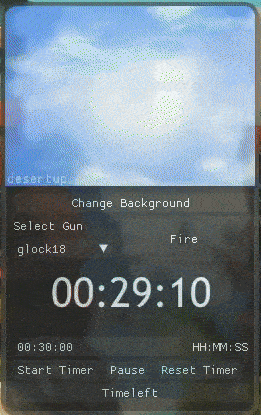 desertup
Change Background
Select Gun
Fire
glock18
00:29:10
00:30:00 HH:MM:SS
Start Timer Pause Reset Timer
Timeleft